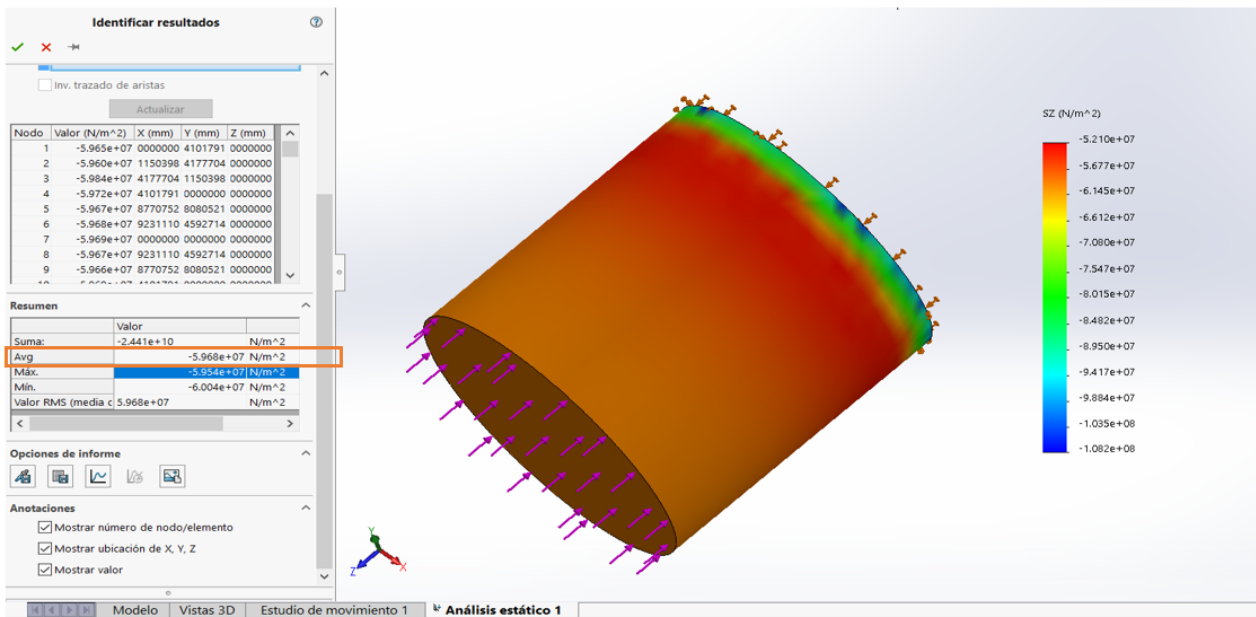 Identificar resultados
Inv. trazado de aristas
Actualizar
Nodo Valor (N/m^2) X (mm) Y (mm) Z (mm)
1 -5.965e+07 0000000 4101791 0000000
2 -5.960e+07 1150398 4177704 0000000
3 -5.984e+07 4177704 1150398 0000000
4 -5.972e+07 4101791 0000000 0000000
5 -5.967e+07 8770752 8080521 0000000
6 -5.968e+07 9231110 4592714 0000000
7 -5.969e+07 0000000 0000000 0000000
8 -5.967e+07 9231110 4592714 0000000
9 -5.966e+07 8770752 8080521 0000000
Resumen
Valor
Suma: -2.441e+10 N/m^2
Avg -5.968e+07 N/m^2
Máx. -5.954e+07 N/m^2
Mín. -6.004e+07 N/m^2
Valor RMS (media c 5.968e+07 N/m^2
Opciones de informe
Anotaciones
Mostrar número de nodo/elemento
Mostrar ubicación de X, Y, Z
Mostrar valor
SZ (N/m^2)
-5.210e+07
-5.677e+07
-6.145e+07
-6.612e+07
-7.080e+07
-7.547e+07
-8.015e+07
-8.482e+07
-8.950e+07
-9.417e+07
-9.884e+07
-1.035e+08
-1.082e+08
Y
Z
X
Modelo Vistas 3D Estudio de movimiento 1 Análisis estático 1